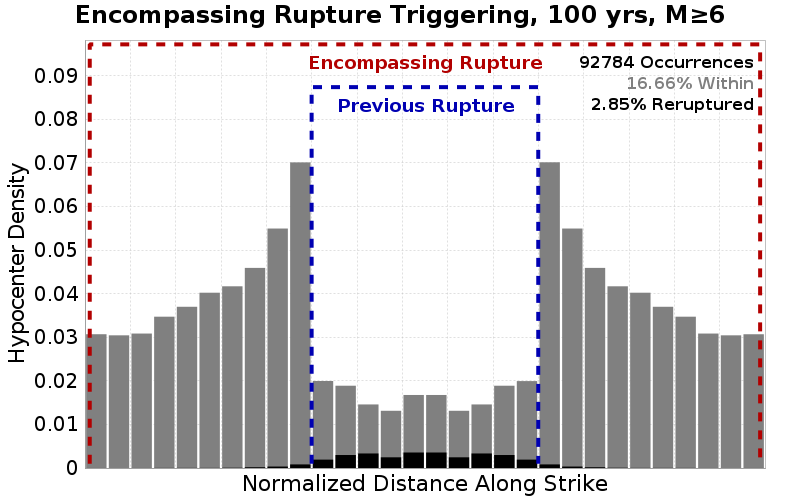 Encompassing Rupture Triggering, 100 yrs, M≥6
Encompassing Rupture
Previous Rupture
92784 Occurrences
16.66% Within
2.85% Reruptured
Hypocenter Density
0.09
0.08
0.07
0.06
0.05
0.04
0.03
0.02
0.01
0
Normalized Distance Along Strike